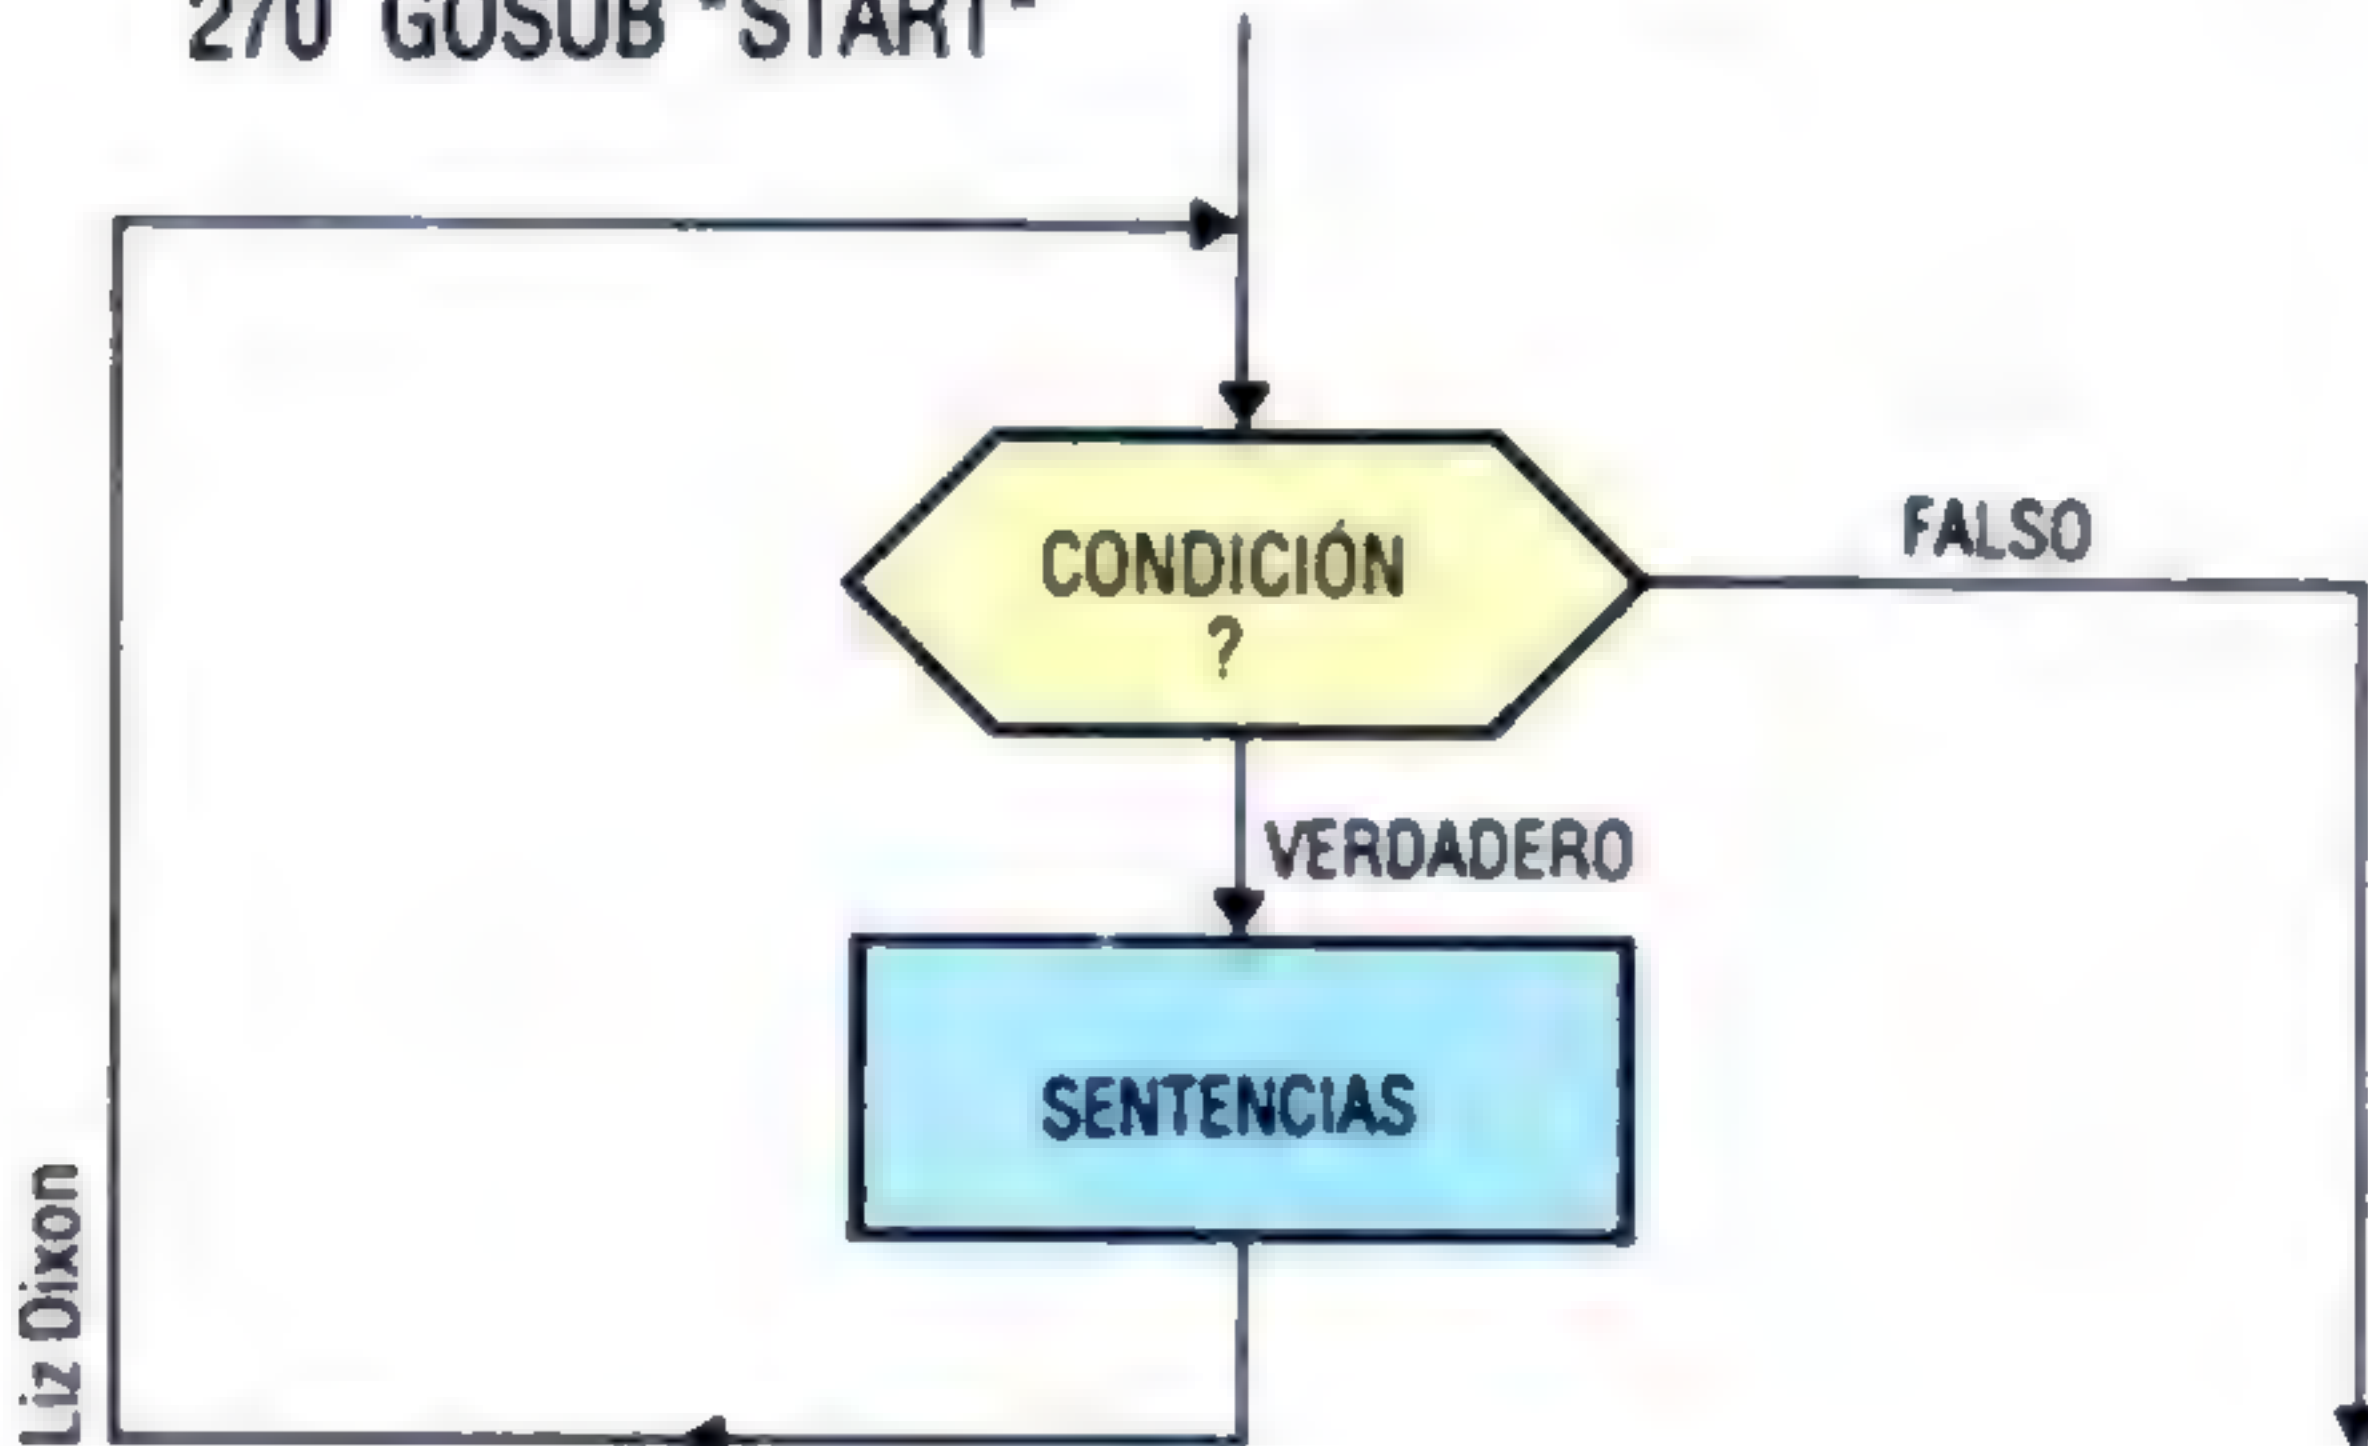 270 GOSUB "START"
CONDICIÓN
?
FALSO
VERDADERO
SENTENCIAS
Liz Dixon